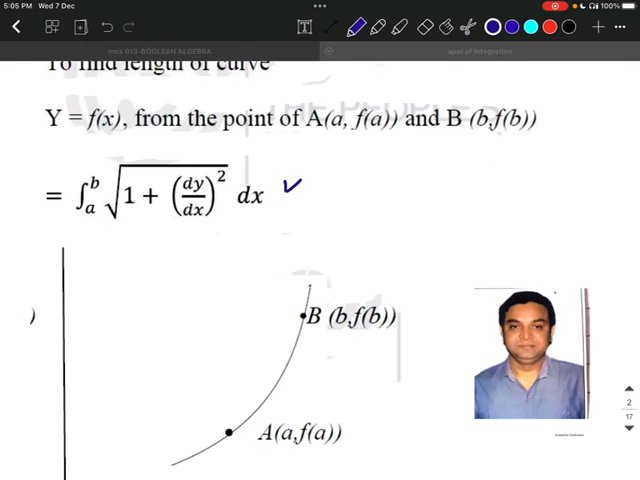 5:05 PM Wed 7 Dec
100%
mcs 013-BOOLEAN ALGEBRA
appl of integration
To find length of curve
Y = f(x), from the point of A(a, f(a)) and B (b,f(b))
= ∫ₐᵇ √(1 + (dy/dx)²) dx
)
B (b,f(b))
A(a,f(a))
2
17